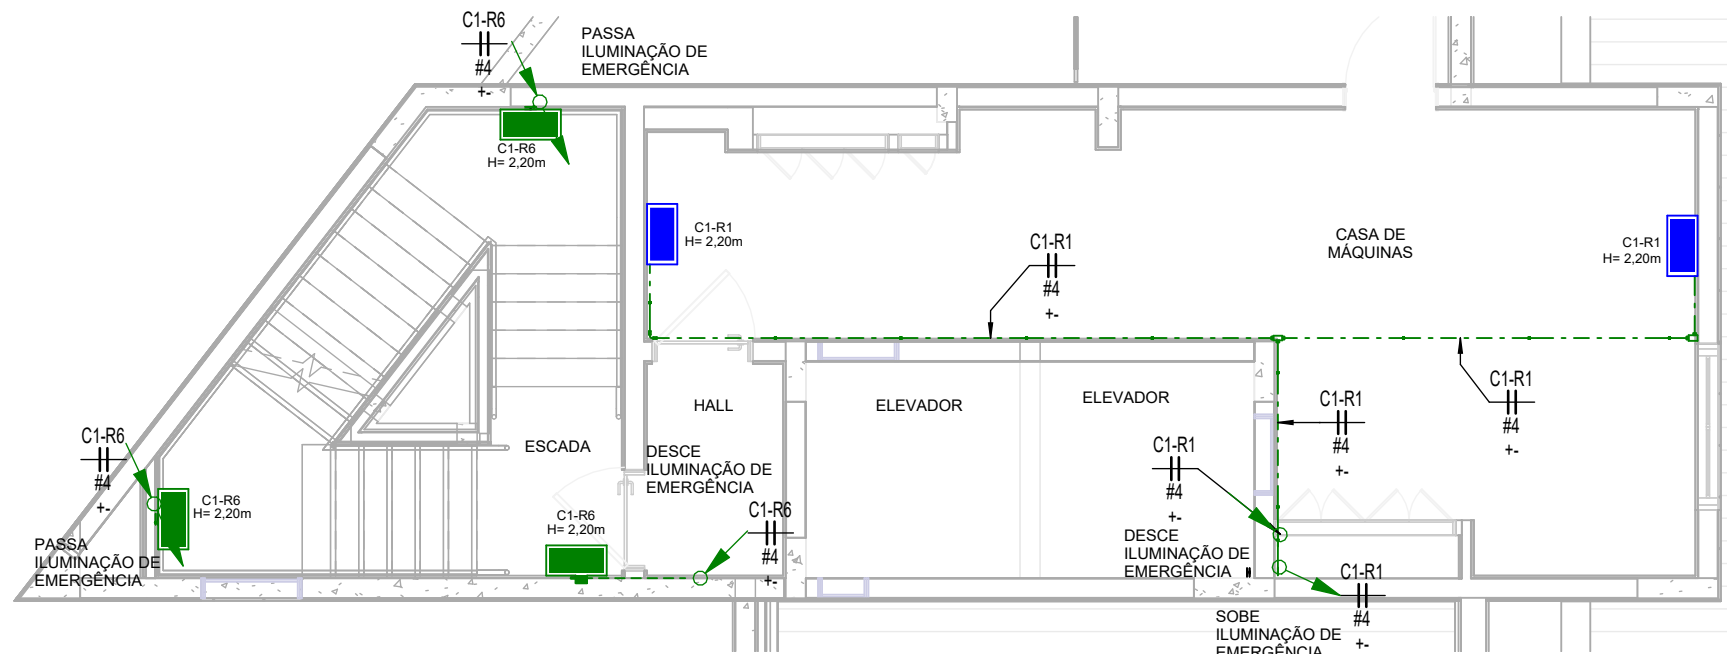 C1-R6
#4
+-
PASSA
ILUMINAÇÃO DE
EMERGÊNCIA
C1-R6
H= 2,20m
C1-R1
H= 2,20m
C1-R1
#4
+-
CASA DE
MÁQUINAS
C1-R1
H= 2,20m
C1-R1
#4
+-
C1-R1
#4
+-
HALL
ELEVADOR
ELEVADOR
ESCADA
DESCE
ILUMINAÇÃO DE
EMERGÊNCIA
C1-R6
#4
+-
C1-R6
H= 2,20m
PASSA
ILUMINAÇÃO DE
EMERGÊNCIA
C1-R6
H= 2,20m
C1-R6
#4
+-
C1-R1
#4
+-
DESCE
ILUMINAÇÃO DE
EMERGÊNCIA
C1-R1
#4
+-
SOBE
ILUMINAÇÃO DE
EMERGÊNCIA